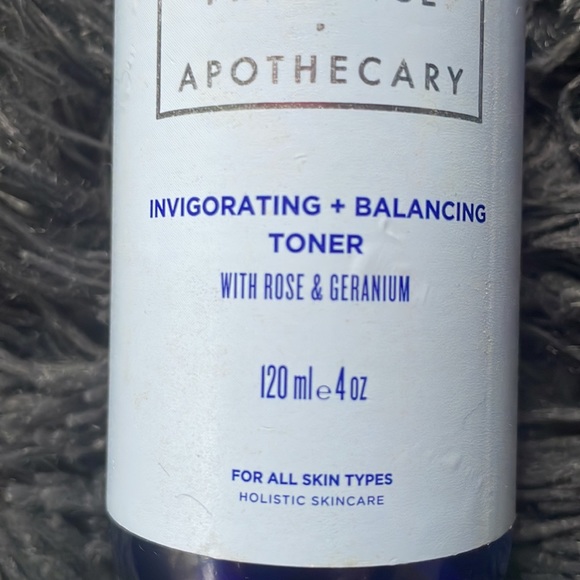 APOTHECARY
INVIGORATING + BALANCING
TONER
WITH ROSE & GERANIUM
120 ml e 4 oz
FOR ALL SKIN TYPES
HOLISTIC SKINCARE